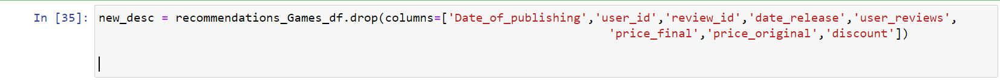 In [35]: new_desc = recommendations_Games_df.drop(columns=['Date_of_publishing','user_id','review_id','date_release','user_reviews',
'price_final','price_original','discount'])